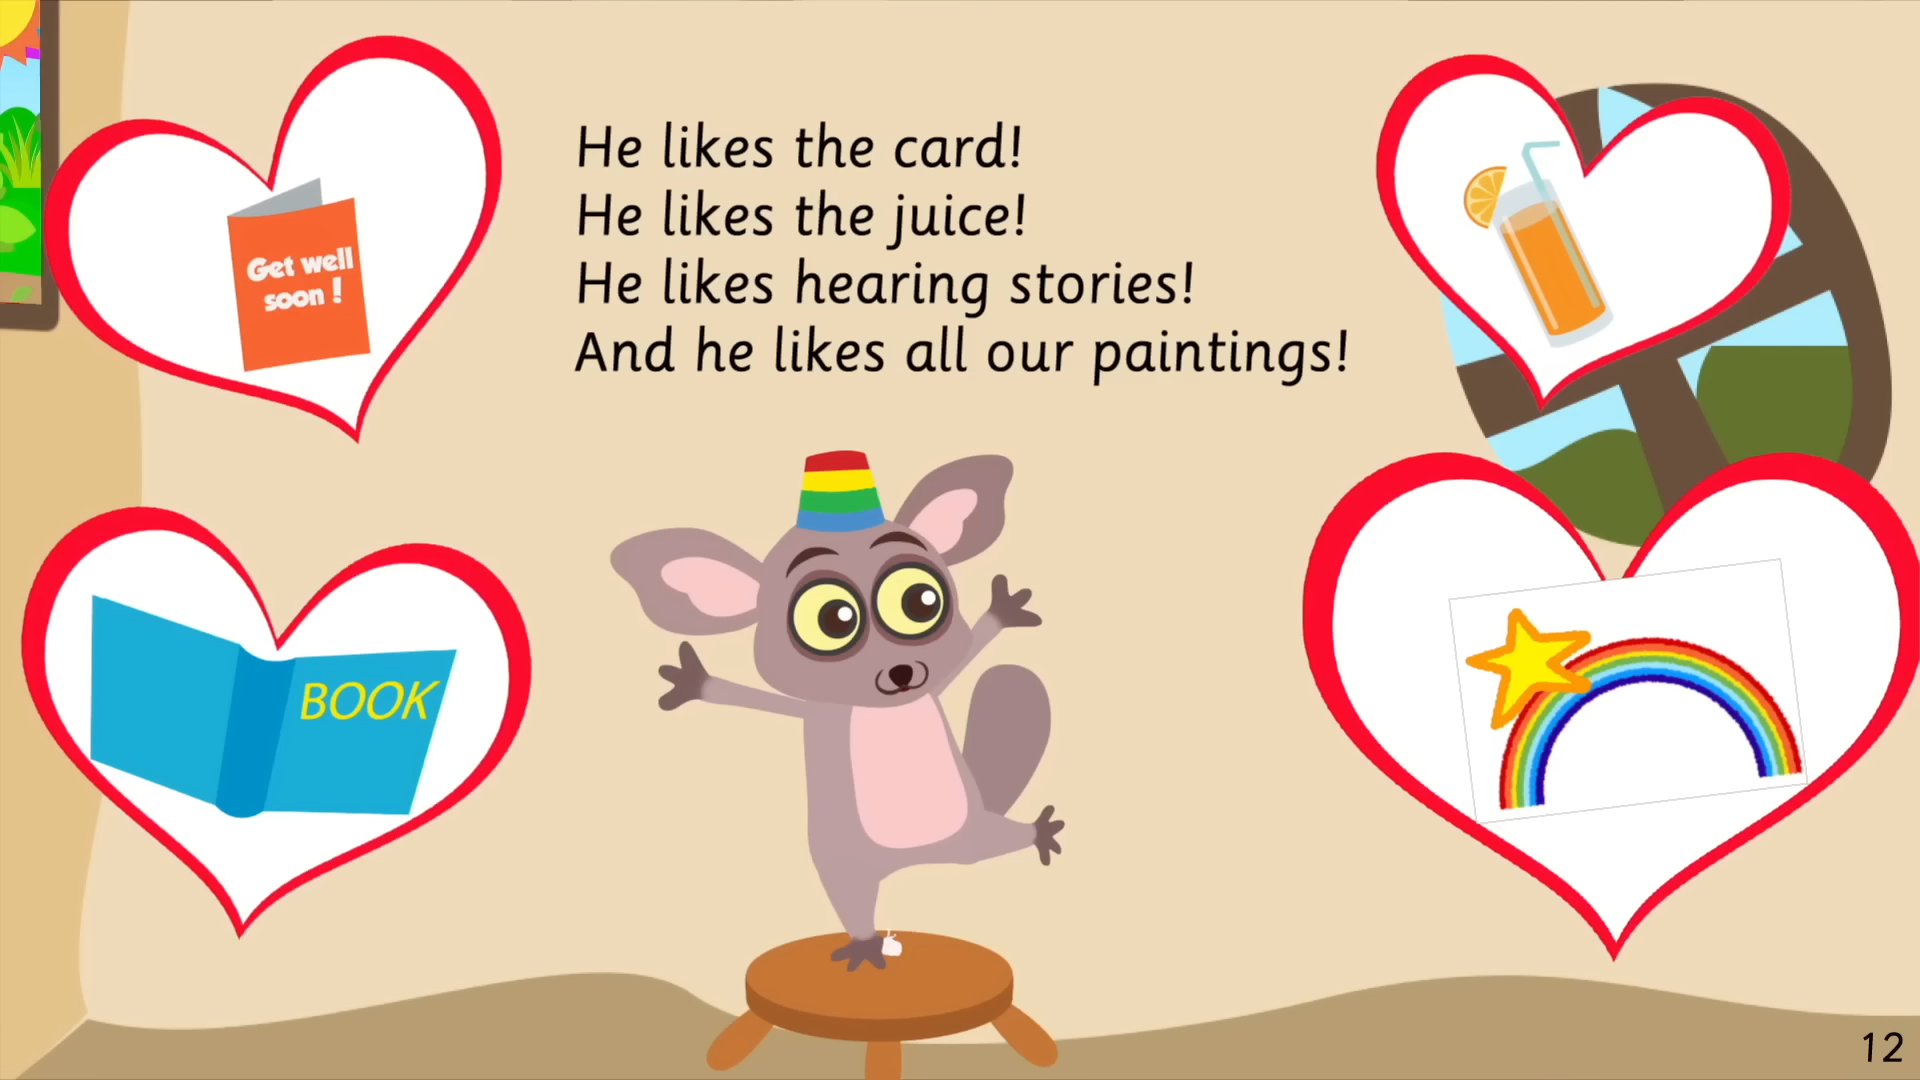 He likes the card!
He likes the juice!
He likes hearing stories!
And he likes all our paintings!
Get well
soon !
BOOK
12